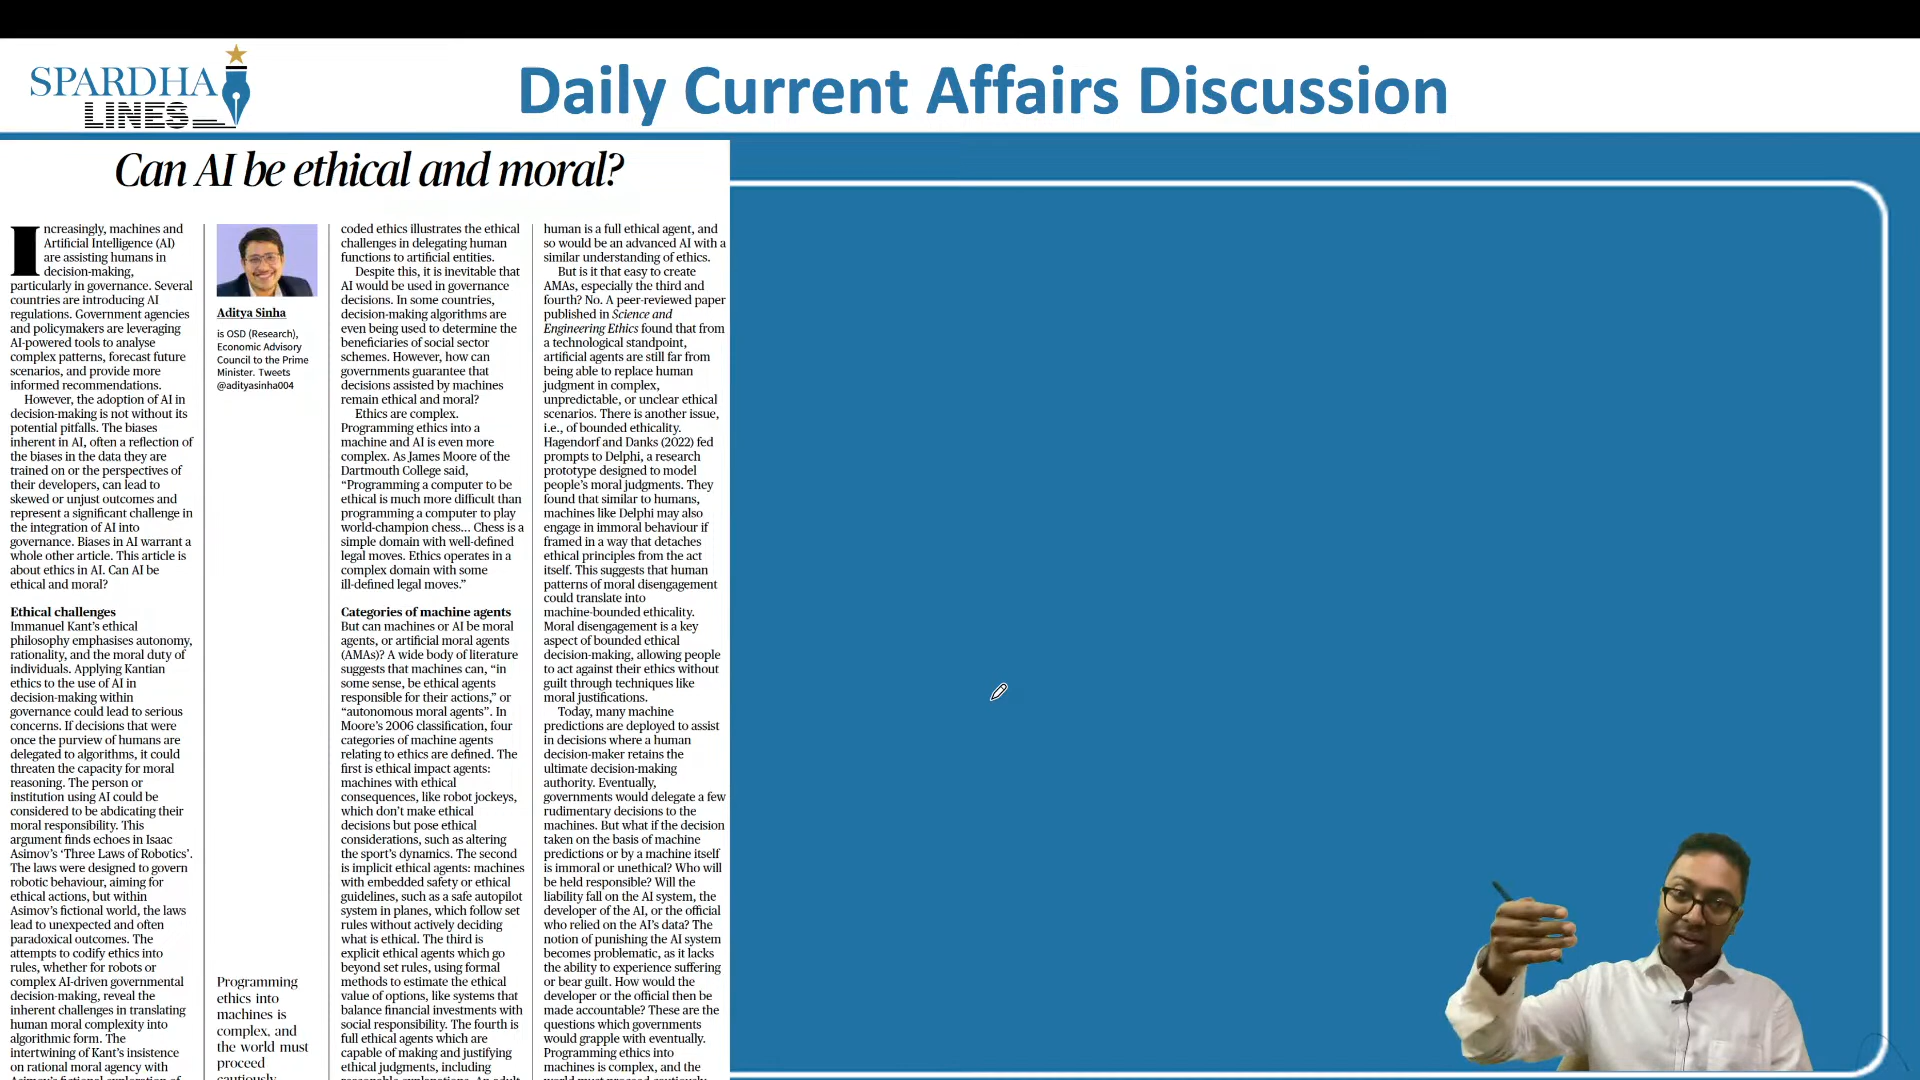 SPARDHA
LINES
Daily Current Affairs Discussion
Can AI be ethical and moral?
Increasingly, machines and
Artificial Intelligence (AI)
are assisting humans in
decision-making,
particularly in governance. Several
countries are introducing AI
regulations. Government agencies
and policymakers are leveraging
AI-powered tools to analyse
complex patterns, forecast future
scenarios, and provide more
informed recommendations.
However, the adoption of AI in
decision-making is not without its
potential pitfalls. The biases
inherent in AI, often a reflection of
the biases in the data they are
trained on or the perspectives of
their developers, can lead to
skewed or unjust outcomes and
represent a significant challenge in
the integration of AI into
governance. Biases in AI warrant a
whole other article. This article is
about ethics in AI. Can AI be
ethical and moral?
Ethical challenges
Immanuel Kant's ethical
philosophy emphasises autonomy,
rationality, and the moral duty of
individuals. Applying Kantian
ethics to the use of AI in
decision-making within
governance could lead to serious
concerns. If decisions that were
once the purview of humans are
delegated to algorithms, it could
threaten the capacity for moral
reasoning. The person or
institution using AI could be
considered to be abdicating their
moral responsibility. This
argument finds echoes in Isaac
Asimov's 'Three Laws of Robotics'.
The laws were designed to govern
robotic behaviour, aiming for
ethical actions, but within
Asimov's fictional world, the laws
lead to unexpected and often
paradoxical outcomes. The
attempts to codify ethics into
rules, whether for robots or
complex AI-driven governmental
decision-making, reveal the
inherent challenges in translating
human moral complexity into
algorithmic form. The
intertwining of Kant's insistence
on rational moral agency with
Asimov's fictional exploration of
Aditya Sinha
is OSD (Research),
Economic Advisory
Council to the Prime
Minister. Tweets
@adityasinha004
Programming
ethics into
machines is
complex, and
the world must
proceed
cautiously
coded ethics illustrates the ethical
challenges in delegating human
functions to artificial entities.
Despite this, it is inevitable that
AI would be used in governance
decisions. In some countries,
decision-making algorithms are
even being used to determine the
beneficiaries of social sector
schemes. However, how can
governments guarantee that
decisions assisted by machines
remain ethical and moral?
Ethics are complex.
Programming ethics into a
machine and AI is even more
complex. As James Moore of the
Dartmouth College said,
“Programming a computer to be
ethical is much more difficult than
programming a computer to play
world-champion chess... Chess is a
simple domain with well-defined
legal moves. Ethics operates in a
complex domain with some
ill-defined legal moves.”
Categories of machine agents
But can machines or AI be moral
agents, or artificial moral agents
(AMAs)? A wide body of literature
suggests that machines can, “in
some sense, be ethical agents
responsible for their actions,” or
“autonomous moral agents”. In
Moore's 2006 classification, four
categories of machine agents
relating to ethics are defined. The
first is ethical impact agents:
machines with ethical
consequences, like robot jockeys,
which don't make ethical
decisions but pose ethical
considerations, such as altering
the sport's dynamics. The second
is implicit ethical agents: machines
with embedded safety or ethical
guidelines, such as a safe autopilot
system in planes, which follow set
rules without actively deciding
what is ethical. The third is
explicit ethical agents which go
beyond set rules, using formal
methods to estimate the ethical
value of options, like systems that
balance financial investments with
social responsibility. The fourth is
full ethical agents which are
capable of making and justifying
ethical judgments, including
reasonable explanations. An adult
human is a full ethical agent, and
so would be an advanced AI with a
similar understanding of ethics.
But is it that easy to create
AMAs, especially the third and
fourth? No. A peer-reviewed paper
published in Science and
Engineering Ethics found that from
a technological standpoint,
artificial agents are still far from
being able to replace human
judgment in complex,
unpredictable, or unclear ethical
scenarios. There is another issue,
i.e., of bounded ethicality.
Hagendorf and Danks (2022) fed
prompts to Delphi, a research
prototype designed to model
people's moral judgments. They
found that similar to humans,
machines like Delphi may also
engage in immoral behaviour if
framed in a way that detaches
ethical principles from the act
itself. This suggests that human
patterns of moral disengagement
could translate into
machine-bounded ethicality.
Moral disengagement is a key
aspect of bounded ethical
decision-making, allowing people
to act against their ethics without
guilt through techniques like
moral justifications.
Today, many machine
predictions are deployed to assist
in decisions where a human
decision-maker retains the
ultimate decision-making
authority. Eventually,
governments would delegate a few
rudimentary decisions to the
machines. But what if the decision
taken on the basis of machine
predictions or by a machine itself
is immoral or unethical? Who will
be held responsible? Will the
liability fall on the AI system, the
developer of the AI, or the official
who relied on the AI's data? The
notion of punishing the AI system
becomes problematic, as it lacks
the ability to experience suffering
or bear guilt. How would the
developer or the official then be
made accountable? These are the
questions which governments
would grapple with eventually.
Programming ethics into
machines is complex, and the
world must proceed cautiously